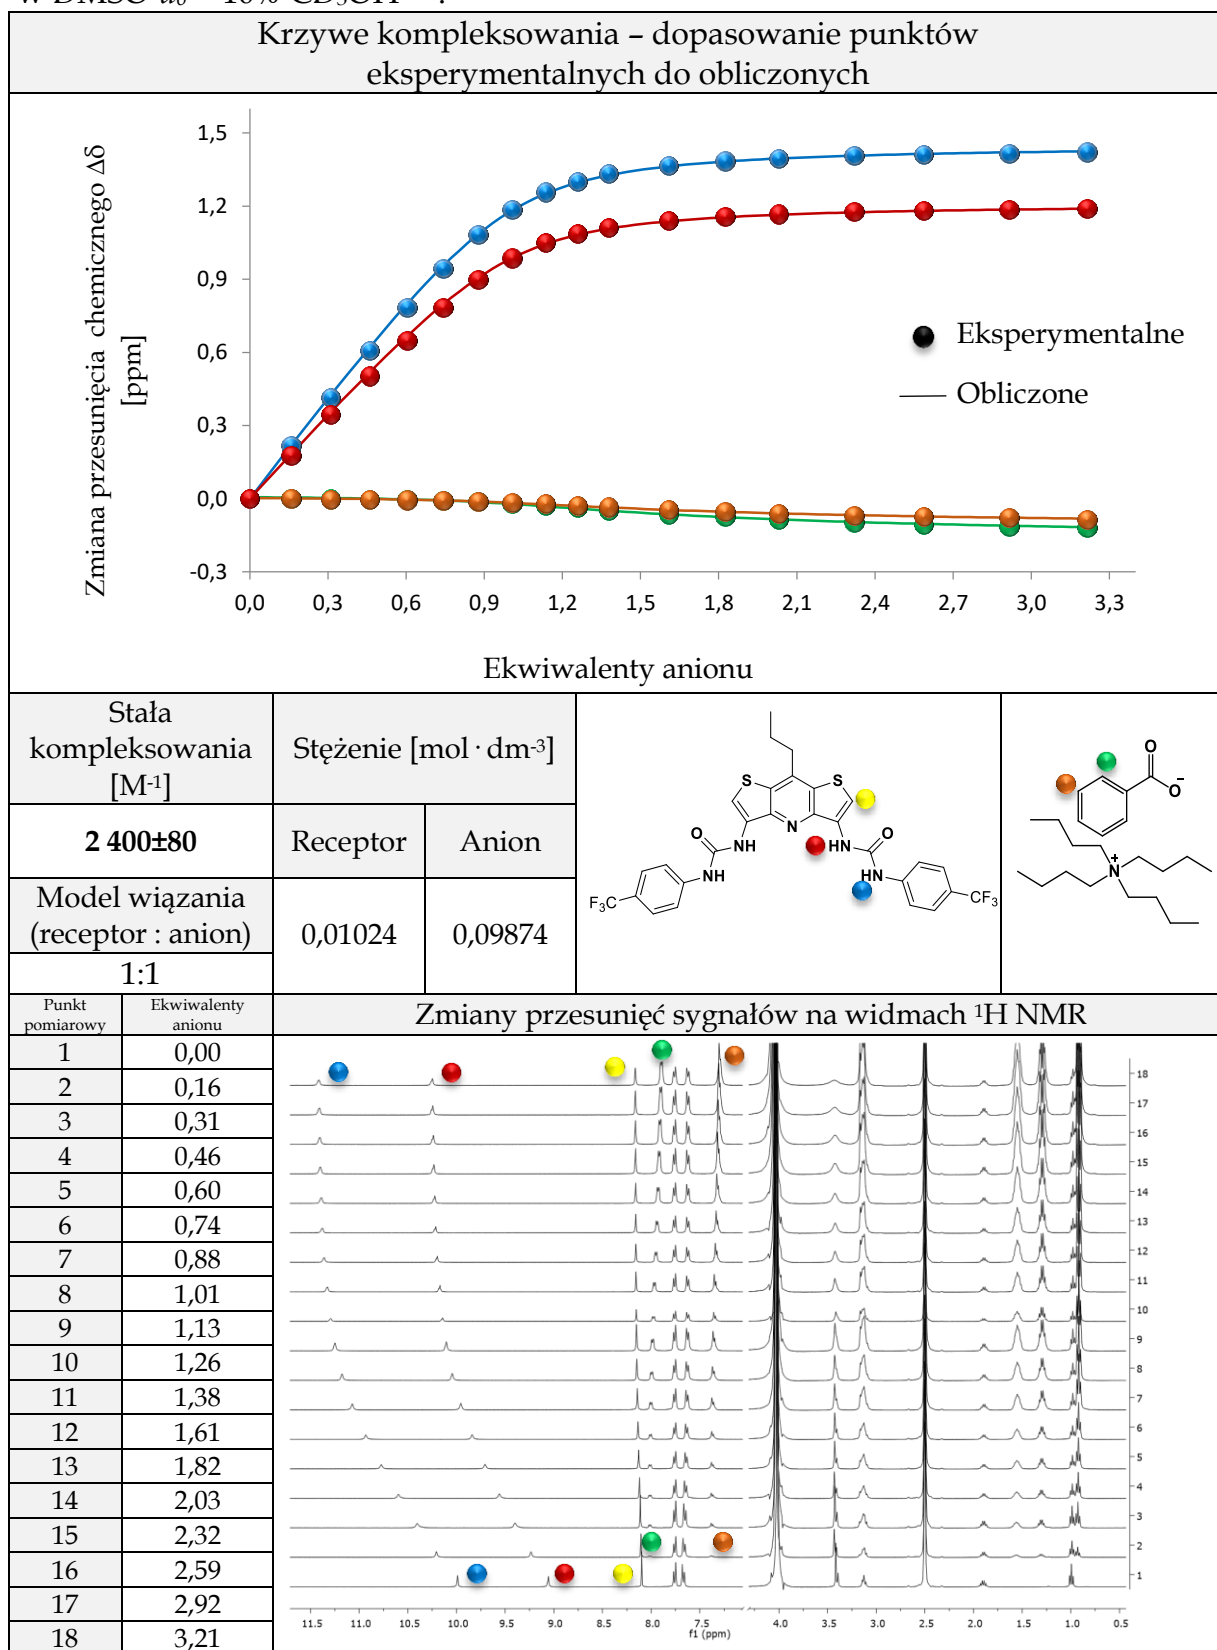 w DMSO-d6 + 10% CD3OH
Krzywe kompleksowania – dopasowanie punktów
eksperymentalnych do obliczonych
Zmiana przesunięcia chemicznego Δδ
[ppm]
1,5
1,2
0,9
0,6
0,3
0,0
-0,3
0,0 0,3 0,6 0,9 1,2 1,5 1,8 2,1 2,4 2,7 3,0 3,3
Eksperymentalne
Obliczone
Ekwiwalenty anionu
Stała
kompleksowania
[M-1]
Stężenie [mol · dm-3]
2 400±80
Receptor
Anion
Model wiązania
(receptor : anion)
0,01024
0,09874
1:1
S S
N
O NH HN O
NH HN
F3C CF3
O
O-
N+
Punkt
pomiarowy
Ekwiwalenty
anionu
Zmiany przesunięć sygnałów na widmach 1H NMR
1 0,00
2 0,16
3 0,31
4 0,46
5 0,60
6 0,74
7 0,88
8 1,01
9 1,13
10 1,26
11 1,38
12 1,61
13 1,82
14 2,03
15 2,32
16 2,59
17 2,92
18 3,21
18
17
16
15
14
13
12
11
10
9
8
7
6
5
4
3
2
1
11.5 11.0 10.5 10.0 9.5 9.0 8.5 8.0 7.5 4.0 3.5 3.0 2.5 2.0 1.5 1.0 0.5
f1 (ppm)